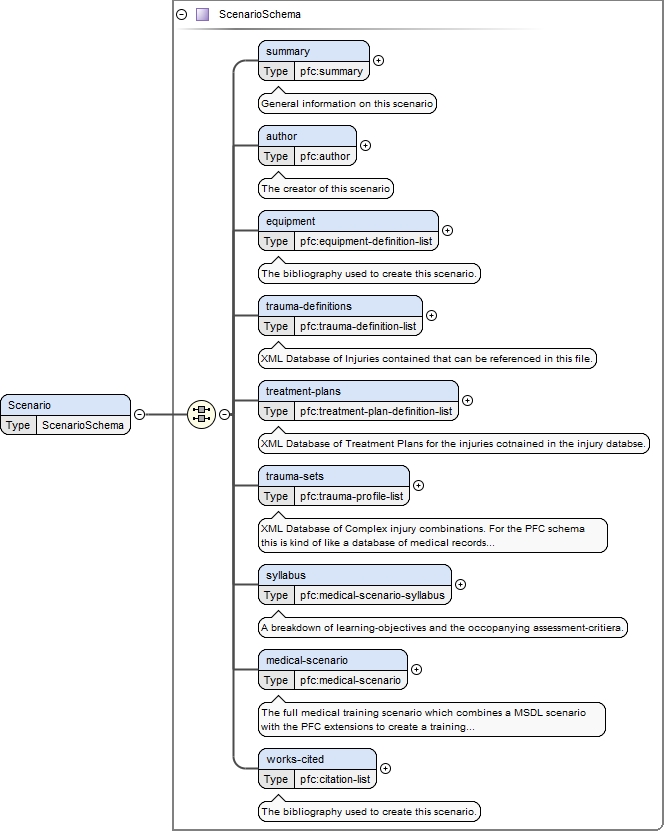 ScenarioSchema
summary
Type pfc:summary
General information on this scenario
author
Type pfc:author
The creator of this scenario
equipment
Type pfc:equipment-definition-list
The bibliography used to create this scenario.
trauma-definitions
Type pfc:trauma-definition-list
XML Database of Injuries contained that can be referenced in this file.
Scenario
Type ScenarioSchema
treatment-plans
Type pfc:treatment-plan-definition-list
XML Database of Treatment Plans for the injuries cotnained in the injury databse.
trauma-sets
Type pfc:trauma-profile-list
XML Database of Complex injury combinations. For the PFC schema
this is kind of like a database of medical records...
syllabus
Type pfc:medical-scenario-syllabus
A breakdown of learning-objectives and the occopanying assessment-critiera.
medical-scenario
Type pfc:medical-scenario
The full medical training scenario which combines a MSDL scenario
with the PFC extensions to create a training...
works-cited
Type pfc:citation-list
The bibliography used to create this scenario.